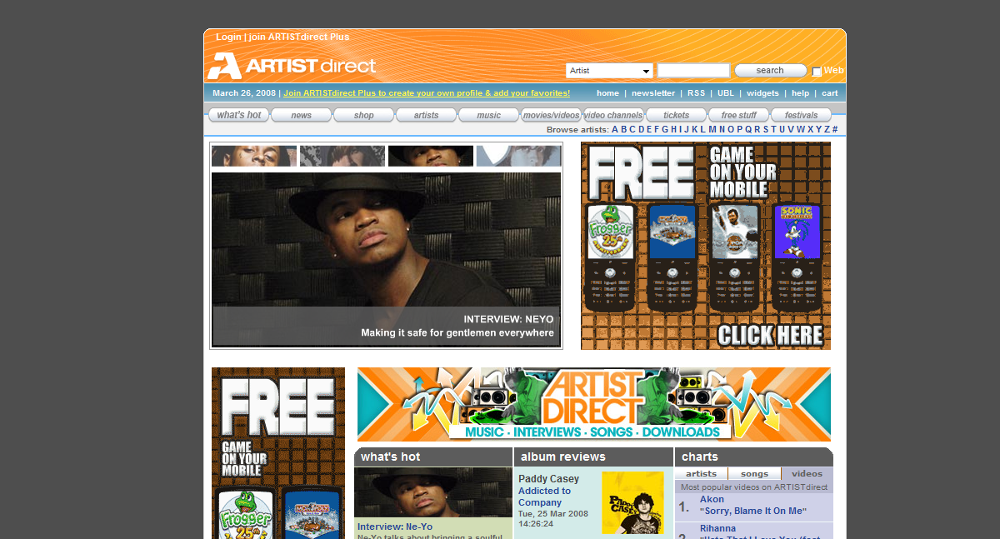 Login | join ARTISTdirect Plus
ARTISTdirect
Artist
search
Web
March 26, 2008 | Join ARTISTdirect Plus to create your own profile & add your favorites!
home | newsletter | RSS | UBL | widgets | help | cart
what's hot
news
shop
artists
music
movies/videos
video channels
tickets
free stuff
festivals
Browse artists: A B C D E F G H I J K L M N O P Q R S T U V W X Y Z #
INTERVIEW: NEYO
Making it safe for gentlemen everywhere
FREE
GAME
ON YOUR
MOBILE
Frogger
25th
ANNIVERSARY
SONIC
CLICK HERE
FREE
GAME
ON YOUR
MOBILE
Frogger
25th
MONOPOLY
ARTIST
DIRECT
MUSIC · INTERVIEWS · SONGS · DOWNLOADS
what's hot
Interview: Ne-Yo
Ne-Yo talks about bringing a soulful
album reviews
Paddy Casey
Addicted to
Company
Tue, 25 Mar 2008
14:26:24
PADDY
CASEY
charts
artists
songs
videos
Most popular videos on ARTISTdirect
1.
Akon
"Sorry, Blame It On Me"
2
Rihanna
"Hate That I Love You (feat